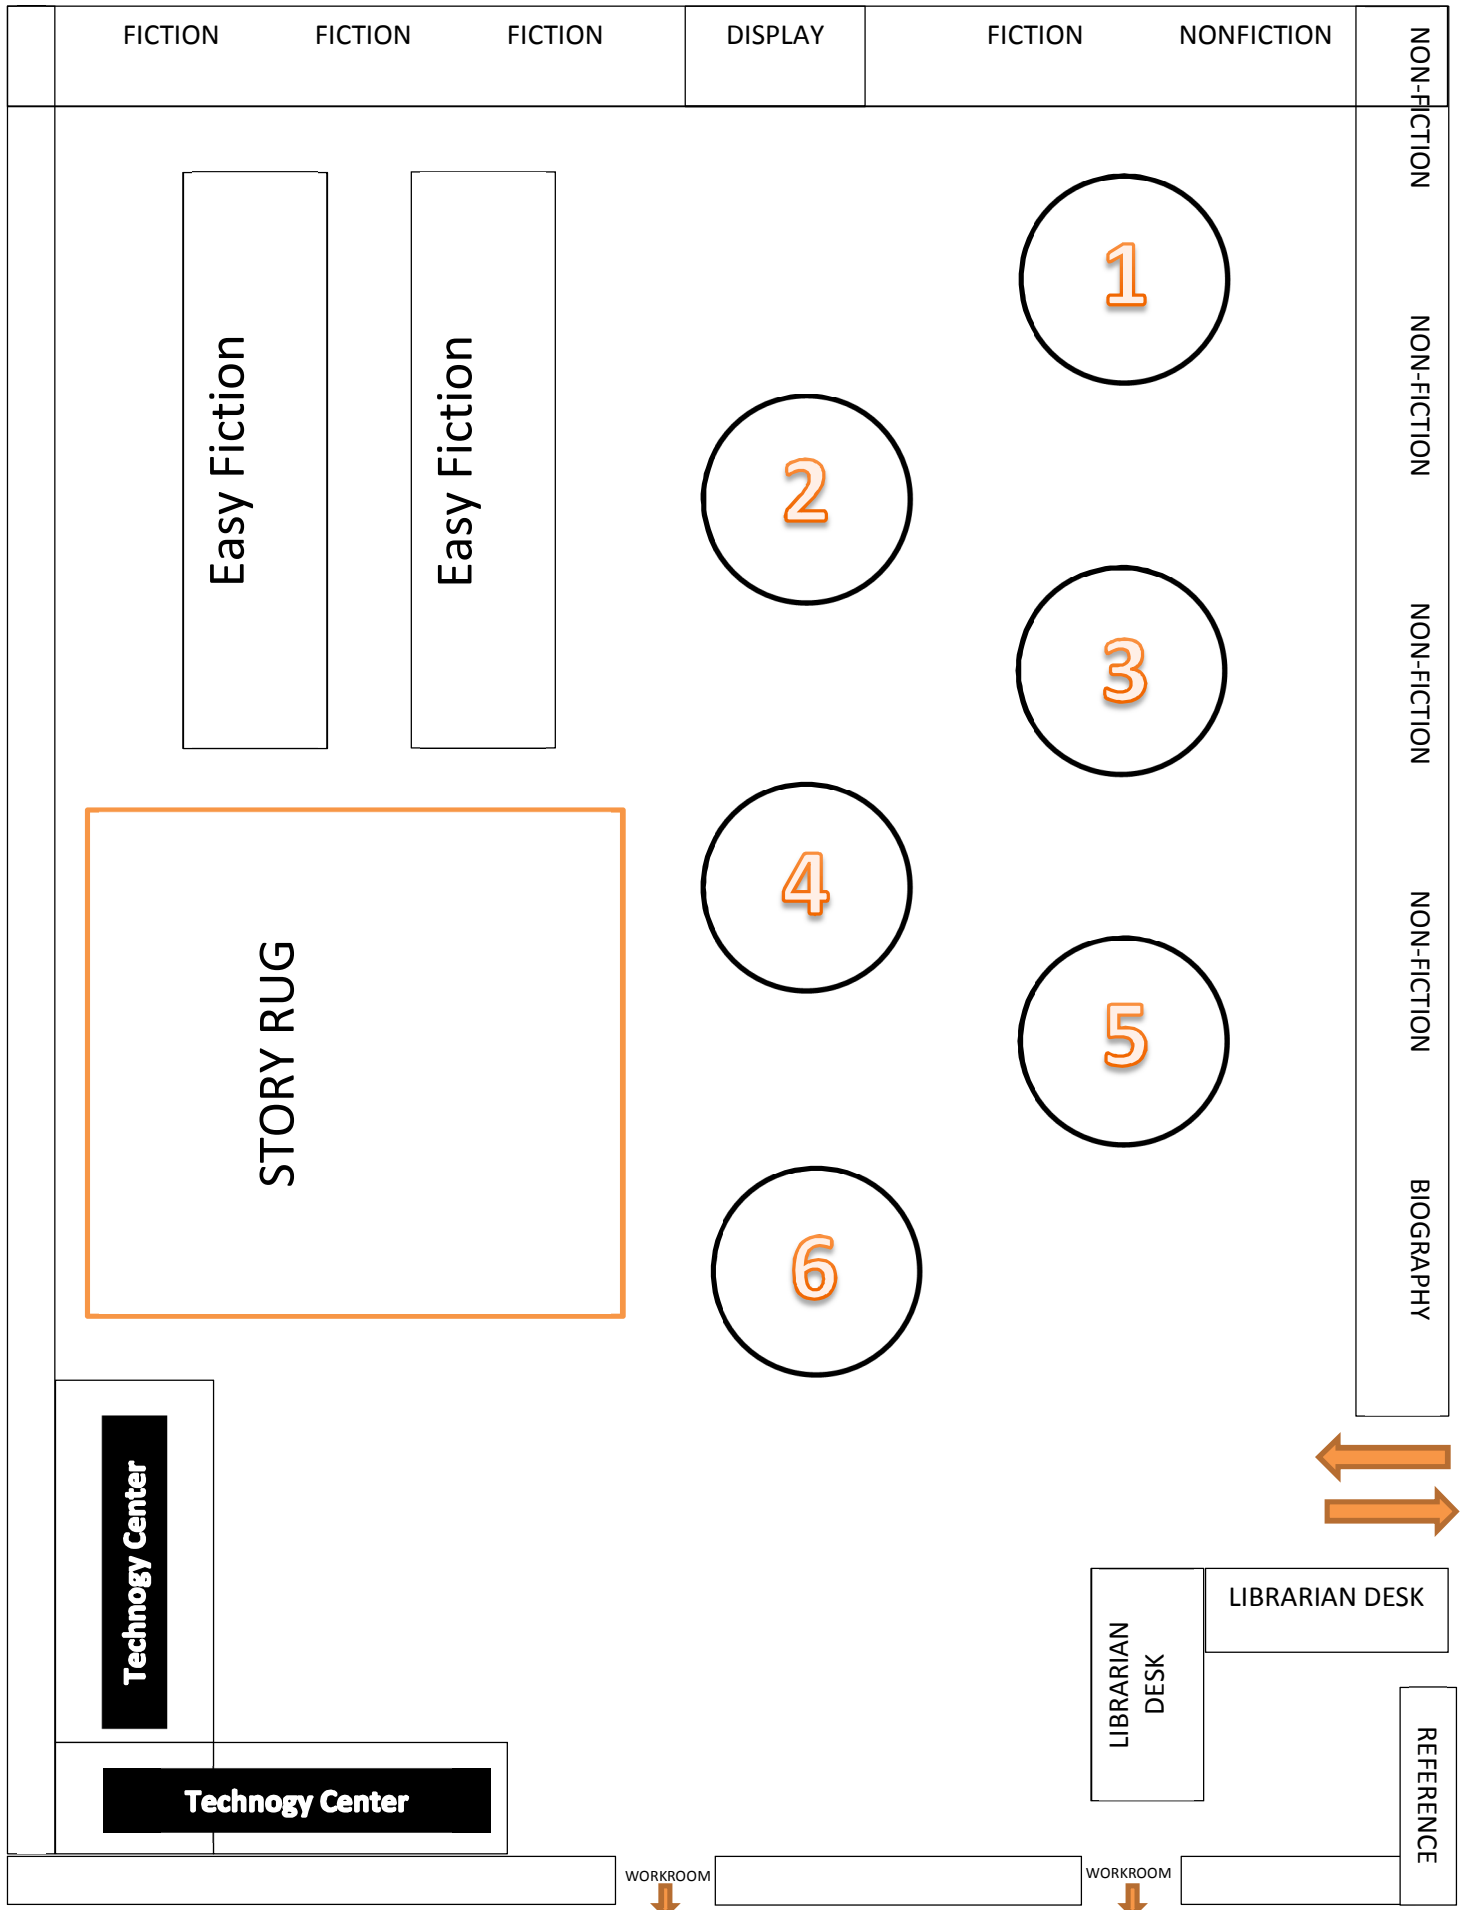 FICTION FICTION FICTION DISPLAY FICTION NONFICTION
NON-FICTION
1
Easy Fiction
Easy Fiction
NON-FICTION
2
3
NON-FICTION
4
NON-FICTION
STORY RUG
5
BIOGRAPHY
6
Technogy Center
LIBRARIAN DESK
LIBRARIAN
DESK
REFERENCE
Technogy Center
WORKROOM
WORKROOM